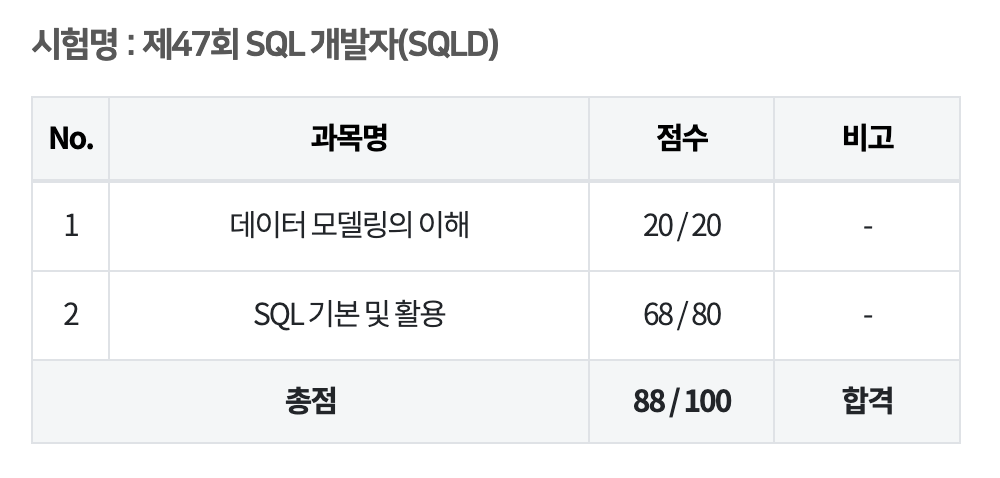 시험명 : 제47회 SQL 개발자(SQLD)
No. 과목명 점수 비고
1 데이터 모델링의 이해 20 / 20 -
2 SQL 기본 및 활용 68 / 80 -
총점 88 / 100 합격